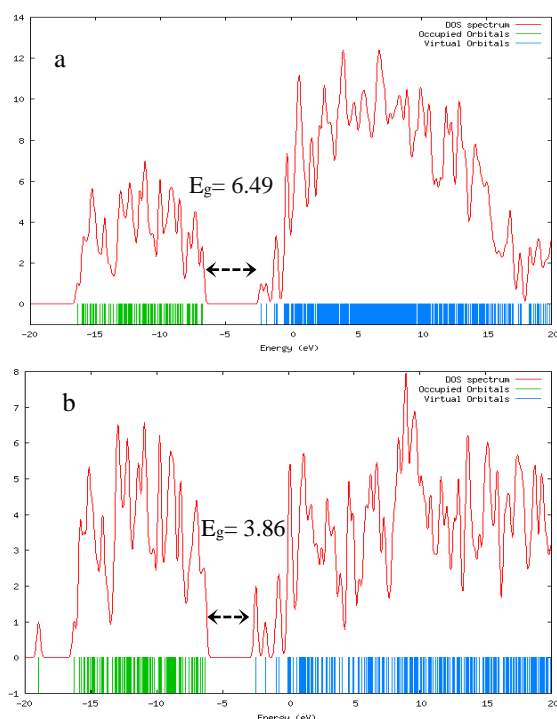 a
DOS spectrum
Occupied Orbitals
Virtual Orbitals
14
12
10
8
6
4
2
0
E_g= 6.49
-20 -15 -10 -5 0 5 10 15 20
Energy (eV)
b
DOS spectrum
Occupied Orbitals
Virtual Orbitals
8
7
6
5
4
3
2
1
0
-1
E_g= 3.86
-20 -15 -10 -5 0 5 10 15 20
Energy (eV)